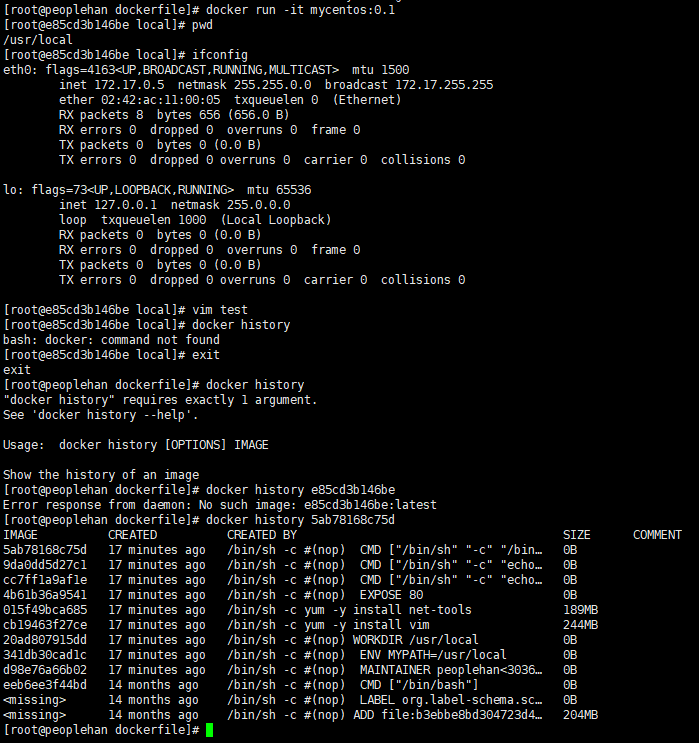 [root@peoplehan dockerfile]# docker run -it mycentos:0.1
[root@e85cd3b146be local]# pwd
/usr/local
[root@e85cd3b146be local]# ifconfig
eth0: flags=4163<UP,BROADCAST,RUNNING,MULTICAST>  mtu 1500
        inet 172.17.0.5  netmask 255.255.0.0  broadcast 172.17.255.255
        ether 02:42:ac:11:00:05  txqueuelen 0  (Ethernet)
        RX packets 8  bytes 656 (656.0 B)
        RX errors 0  dropped 0  overruns 0  frame 0
        TX packets 0  bytes 0 (0.0 B)
        TX errors 0  dropped 0 overruns 0  carrier 0  collisions 0

lo: flags=73<UP,LOOPBACK,RUNNING>  mtu 65536
        inet 127.0.0.1  netmask 255.0.0.0
        loop  txqueuelen 1000  (Local Loopback)
        RX packets 0  bytes 0 (0.0 B)
        RX errors 0  dropped 0  overruns 0  frame 0
        TX packets 0  bytes 0 (0.0 B)
        TX errors 0  dropped 0 overruns 0  carrier 0  collisions 0

[root@e85cd3b146be local]# vim test
[root@e85cd3b146be local]# docker history
bash: docker: command not found
[root@e85cd3b146be local]# exit
exit
[root@peoplehan dockerfile]# docker history
"docker history" requires exactly 1 argument.
See 'docker history --help'.

Usage:  docker history [OPTIONS] IMAGE

Show the history of an image
[root@peoplehan dockerfile]# docker history e85cd3b146be
Error response from daemon: No such image: e85cd3b146be:latest
[root@peoplehan dockerfile]# docker history 5ab78168c75d
IMAGE          CREATED          CREATED BY                                      SIZE      COMMENT
5ab78168c75d   17 minutes ago   /bin/sh -c #(nop)  CMD ["/bin/sh" "-c" "/bin…   0B
9da0dd5d27c1   17 minutes ago   /bin/sh -c #(nop)  CMD ["/bin/sh" "-c" "echo…   0B
cc7ff1a9af1e   17 minutes ago   /bin/sh -c #(nop)  CMD ["/bin/sh" "-c" "echo…   0B
4b61b36a9541   17 minutes ago   /bin/sh -c #(nop)  EXPOSE 80                    0B
015f49bca685   17 minutes ago   /bin/sh -c yum -y install net-tools             189MB
cb19463f27ce   17 minutes ago   /bin/sh -c yum -y install vim                   244MB
20ad807915dd   17 minutes ago   /bin/sh -c #(nop) WORKDIR /usr/local            0B
341db30cad1c   17 minutes ago   /bin/sh -c #(nop)  ENV MYPATH=/usr/local        0B
d98e76a66b02   17 minutes ago   /bin/sh -c #(nop)  MAINTAINER peoplehan<3036…   0B
eeb6ee3f44bd   14 months ago    /bin/sh -c #(nop)  CMD ["/bin/bash"]            0B
<missing>      14 months ago    /bin/sh -c #(nop)  LABEL org.label-schema.sc…   0B
<missing>      14 months ago    /bin/sh -c #(nop) ADD file:b3ebbe8bd304723d4…   204MB
[root@peoplehan dockerfile]#